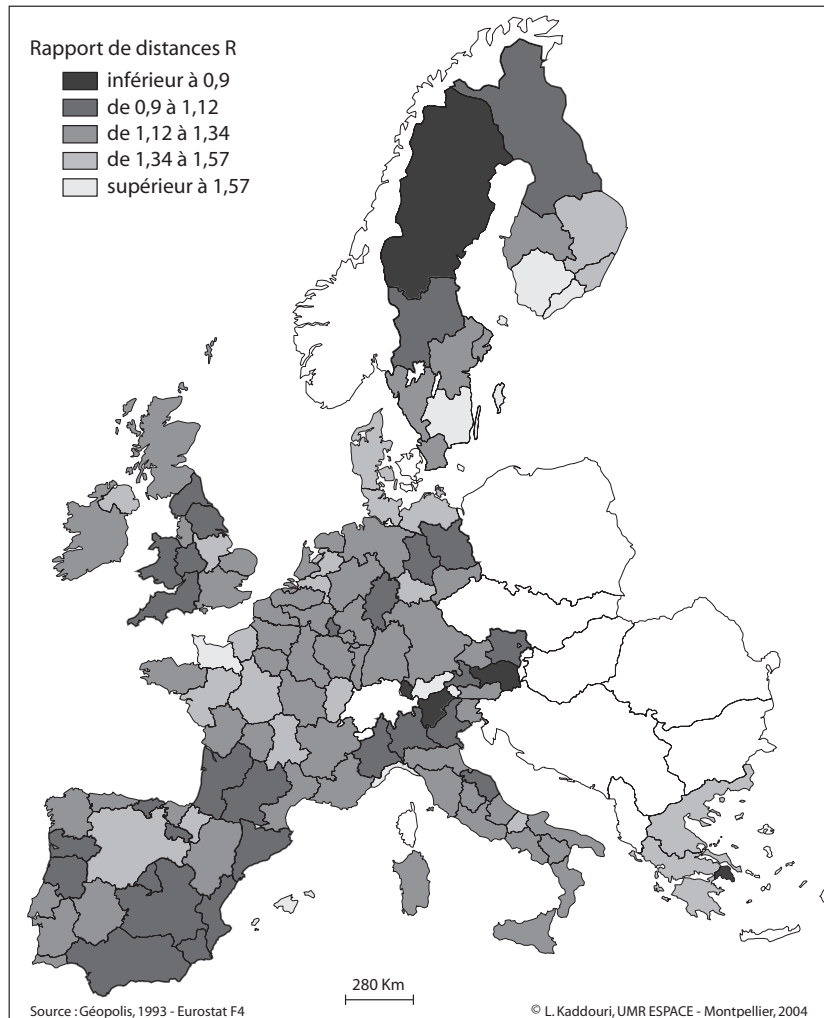 Rapport de distances R
inférieur à 0,9
de 0,9 à 1,12
de 1,12 à 1,34
de 1,34 à 1,57
supérieur à 1,57
280 Km
Source : Géopolis, 1993 - Eurostat F4
© L. Kaddouri, UMR ESPACE - Montpellier, 2004